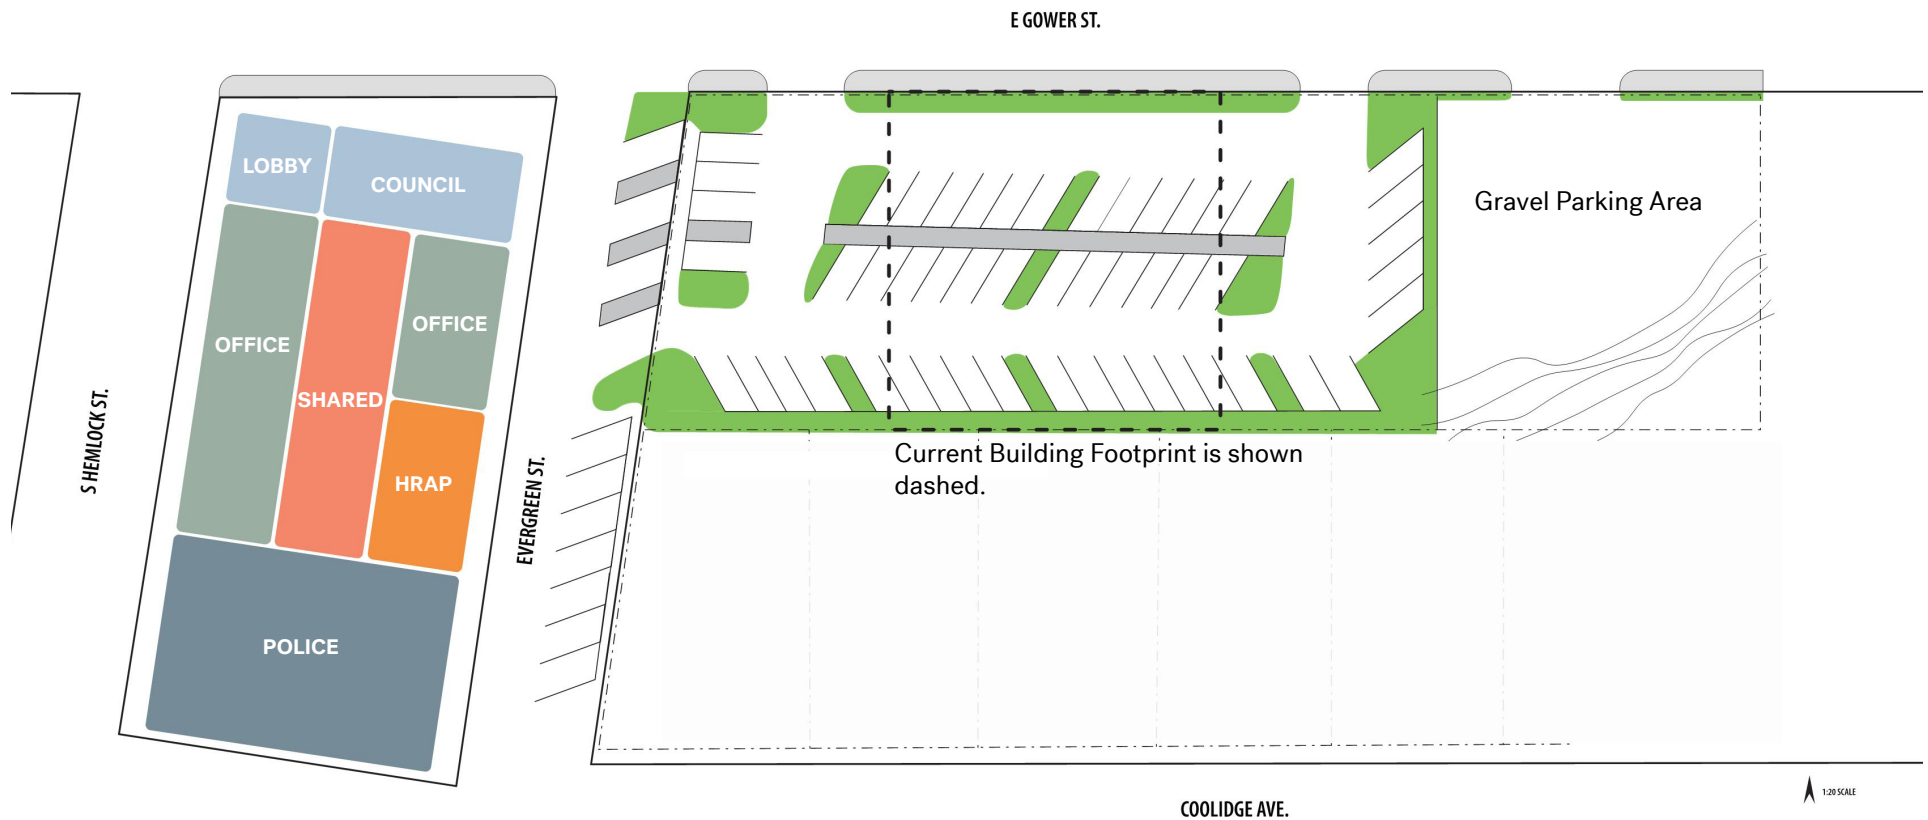 E GOWER ST.
LOBBY
COUNCIL
Gravel Parking Area
OFFICE
OFFICE
SHARED
S HEMLOCK ST.
HRAP
EVERGREEN ST.
Current Building Footprint is shown
dashed.
POLICE
1:20 SCALE
COOLIDGE AVE.